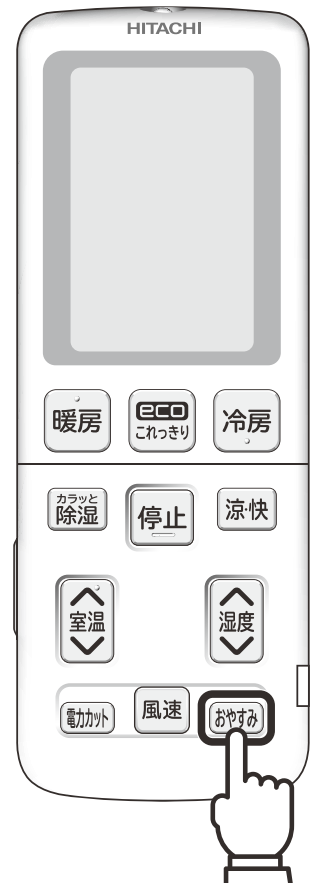 HITACHI
暖房
eco
これっきり
冷房
カラッと
除湿
停止
涼·快
室温
湿度
電力カット
風速
おやすみ